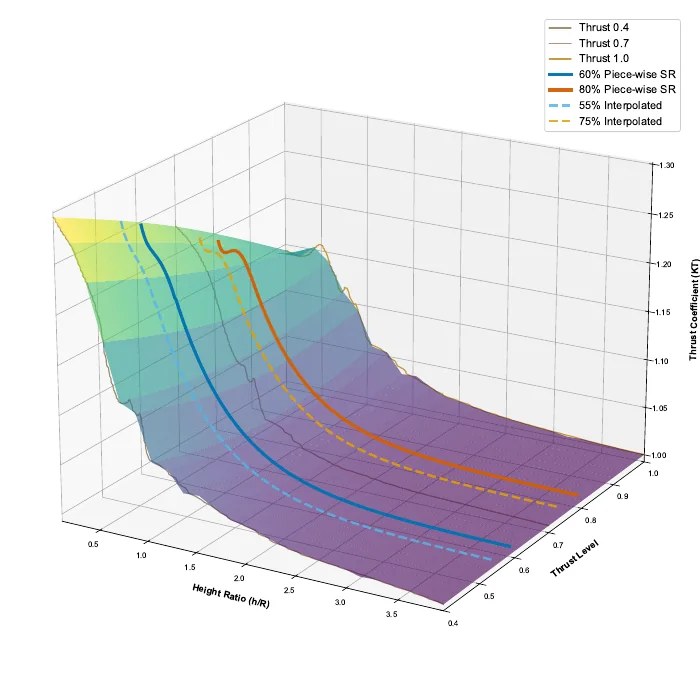 Thrust 0.4
Thrust 0.7
Thrust 1.0
60% Piece-wise SR
80% Piece-wise SR
55% Interpolated
75% Interpolated
1.30
1.25
1.20
1.15
1.10
1.05
1.00
Thrust Coefficient (KT)
1.0
0.9
0.8
0.7
0.6
0.5
0.4
Thrust Level
0.5
1.0
1.5
2.0
2.5
3.0
3.5
Height Ratio (h/R)